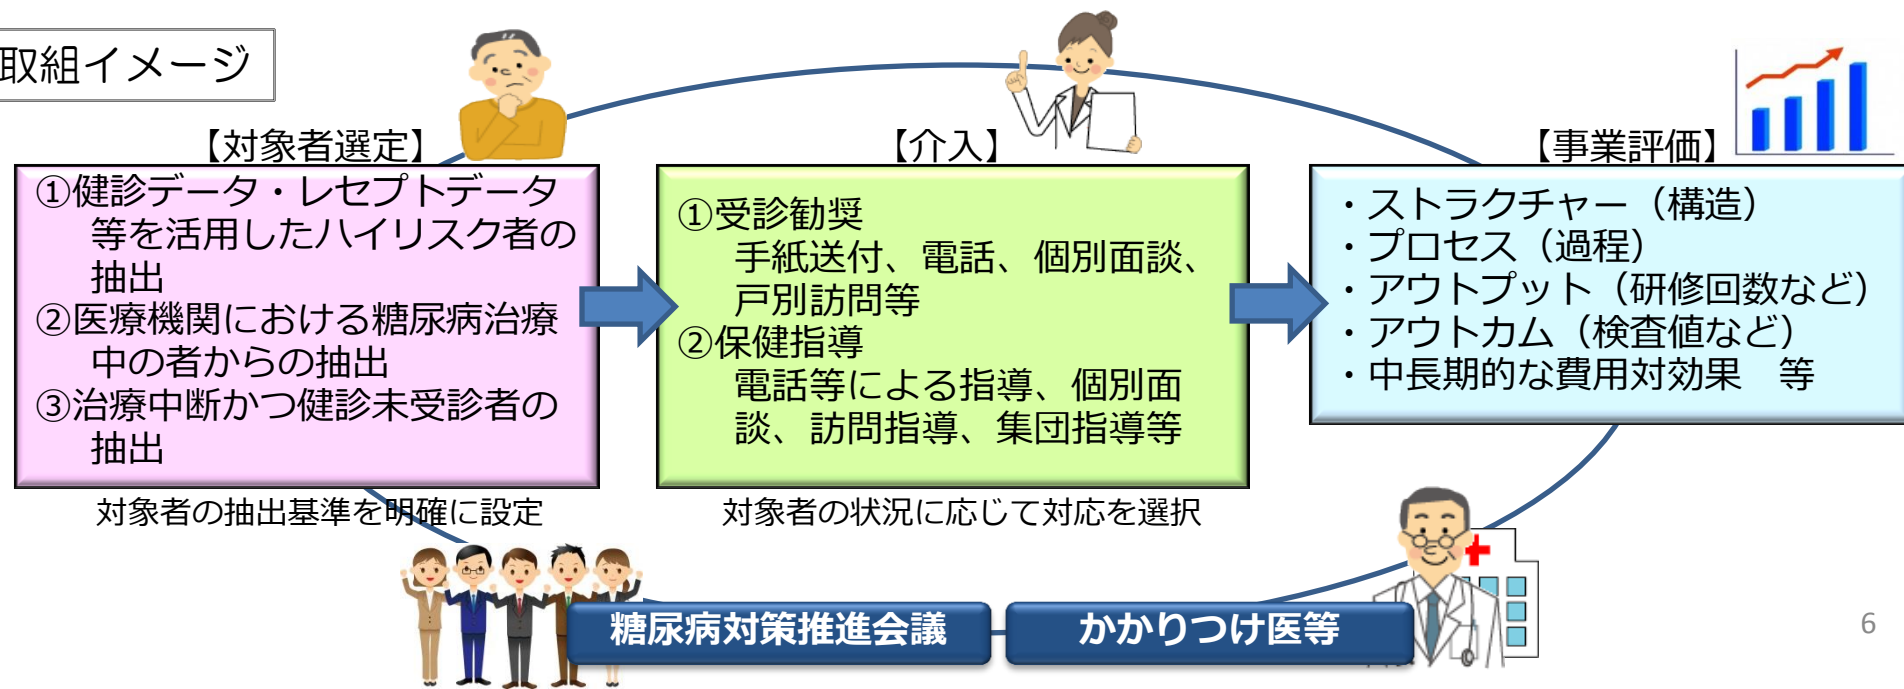 取組イメージ
【対象者選定】
①健診データ・レセプトデータ
等を活用したハイリスク者の
抽出
②医療機関における糖尿病治療
中の者からの抽出
③治療中断かつ健診未受診者の
抽出
対象者の抽出基準を明確に設定
【介入】
①受診勧奨
手紙送付、電話、個別面談、
戸別訪問等
②保健指導
電話等による指導、個別面
談、訪問指導、集団指導等
対象者の状況に応じて対応を選択
【事業評価】
・ストラクチャー（構造）
・プロセス（過程）
・アウトプット（研修回数など）
・アウトカム（検査値など）
・中長期的な費用対効果　等
糖尿病対策推進会議
かかりつけ医等
6